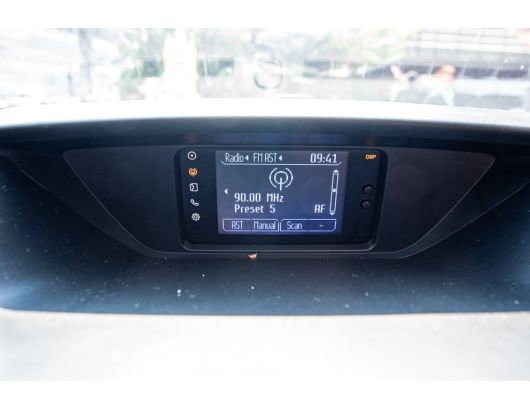 Radio FM AST 09:41 DSP
90.00 MHz
Preset 5 AF
AST Manual Scan -